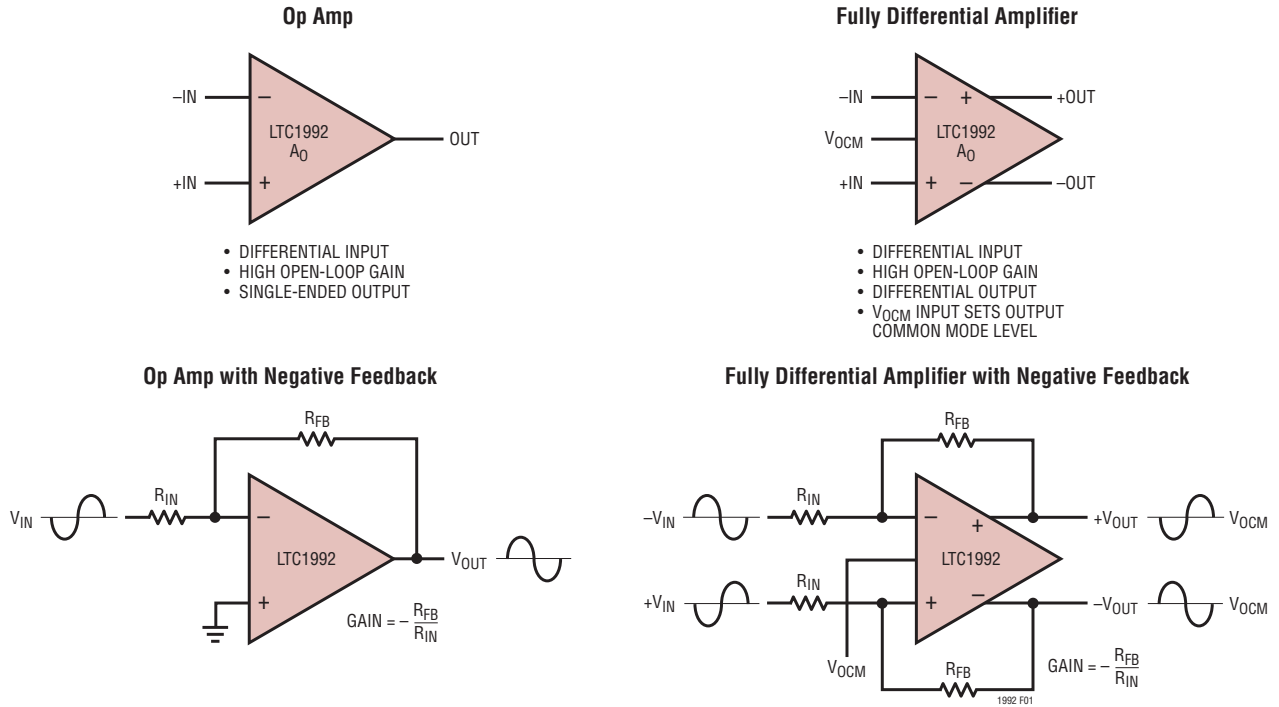 Op Amp
–IN
+IN
–
+
LTC1992
AO
OUT
• DIFFERENTIAL INPUT
• HIGH OPEN-LOOP GAIN
• SINGLE-ENDED OUTPUT
Fully Differential Amplifier
–IN
VOCM
+IN
– +
LTC1992
AO
+ –
+OUT
–OUT
• DIFFERENTIAL INPUT
• HIGH OPEN-LOOP GAIN
• DIFFERENTIAL OUTPUT
• VOCM INPUT SETS OUTPUT
COMMON MODE LEVEL
Op Amp with Negative Feedback
RFB
VIN
RIN
–
LTC1992
+
VOUT
GAIN = – RFB
RIN
Fully Differential Amplifier with Negative Feedback
RFB
–VIN
RIN
–
+
+VOUT
VOCM
LTC1992
+VIN
RIN
+
–
–VOUT
VOCM
VOCM
RFB
GAIN = – RFB
RIN
1992 F01